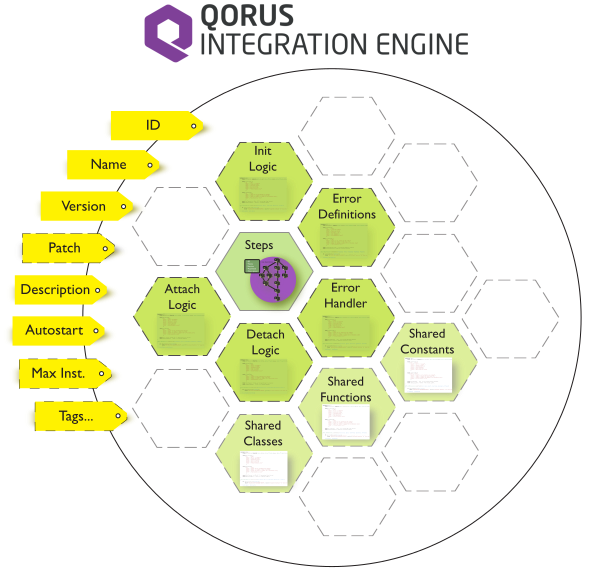 QORUS
INTEGRATION ENGINE
ID
Name
Version
Patch
Description
Autostart
Max Inst.
Tags...
Init
Logic
Error
Definitions
Steps
Attach
Logic
Error
Handler
Detach
Logic
Shared
Constants
Shared
Functions
Shared
Classes